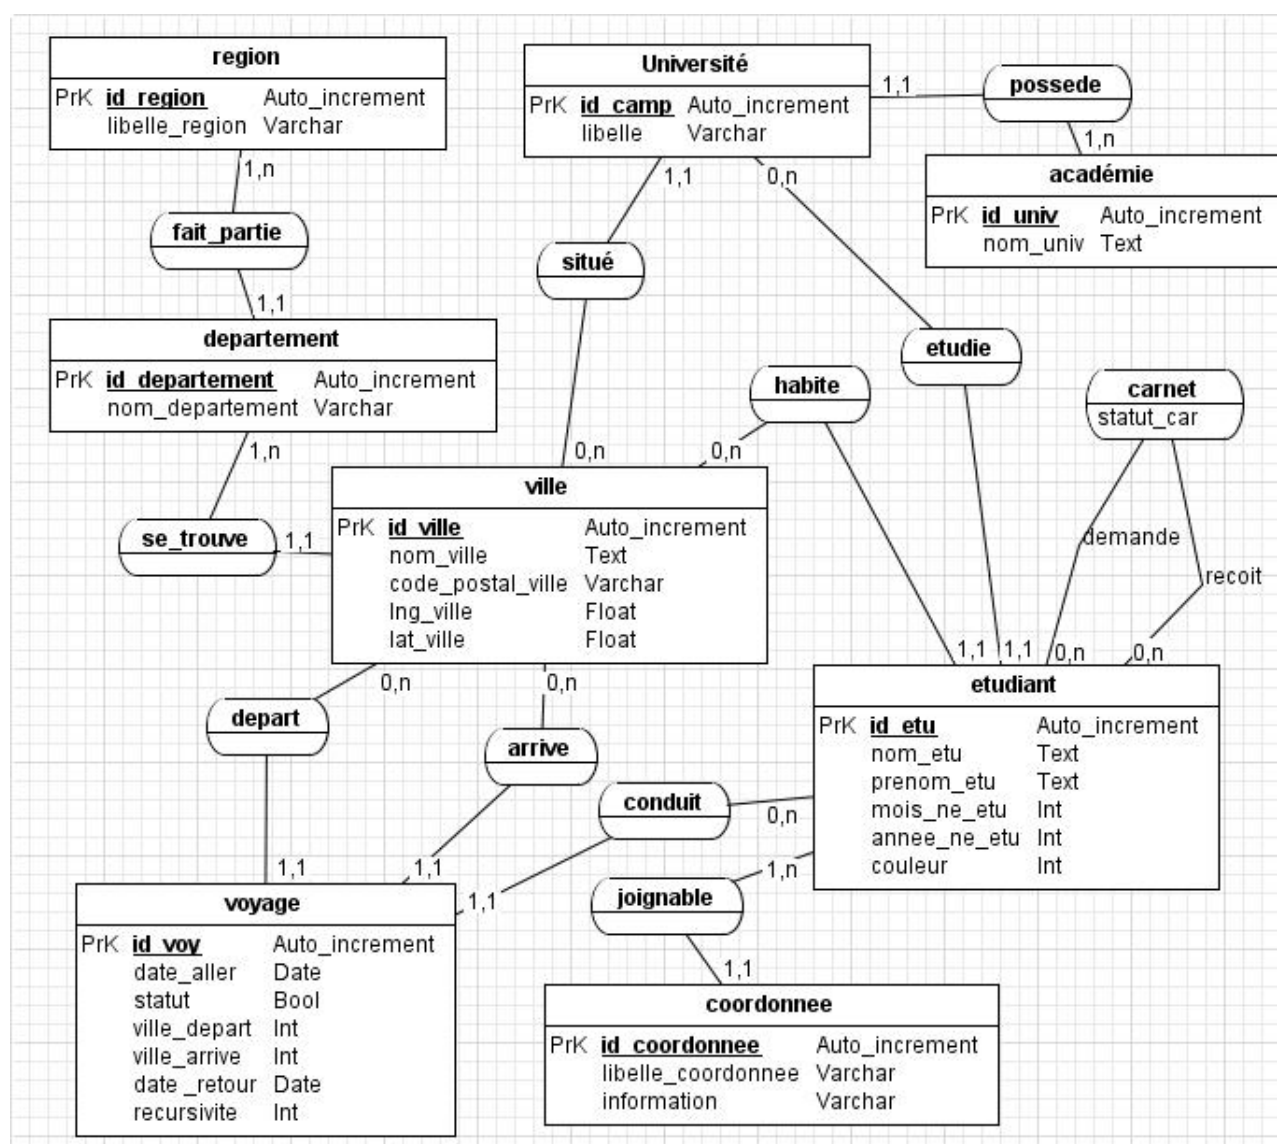 region
PrK id_region Auto_increment
libelle_region Varchar
1,n
fait_partie
1,1
departement
PrK id_departement Auto_increment
nom_departement Varchar
1,n
se_trouve
1,1
Université
PrK id_camp Auto_increment
libelle Varchar
1,1
possede
1,n
académie
PrK id_univ Auto_increment
nom_univ Text
1,1
0,n
situé
0,n
etudie
1,1
habite
0,n
1,1
carnet
statut_car
demande
recoit
0,n
0,n
ville
PrK id_ville Auto_increment
nom_ville Text
code_postal_ville Varchar
lng_ville Float
lat_ville Float
0,n
0,n
depart
arrive
1,1
1,1
etudiant
PrK id_etu Auto_increment
nom_etu Text
prenom_etu Text
mois_ne_etu Int
annee_ne_etu Int
couleur Int
conduit
0,n
1,1
joignable
1,n
1,1
voyage
PrK id_voy Auto_increment
date_aller Date
statut Bool
ville_depart Int
ville_arrive Int
date _retour Date
recursivite Int
coordonnee
PrK id_coordonnee Auto_increment
libelle_coordonnee Varchar
information Varchar